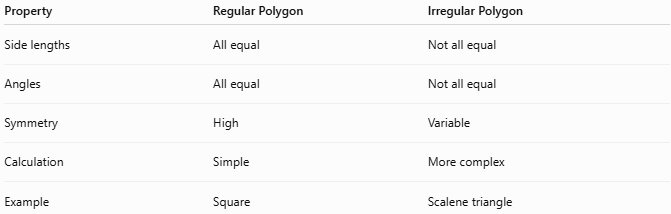 Property Regular Polygon Irregular Polygon
Side lengths All equal Not all equal
Angles All equal Not all equal
Symmetry High Variable
Calculation Simple More complex
Example Square Scalene triangle